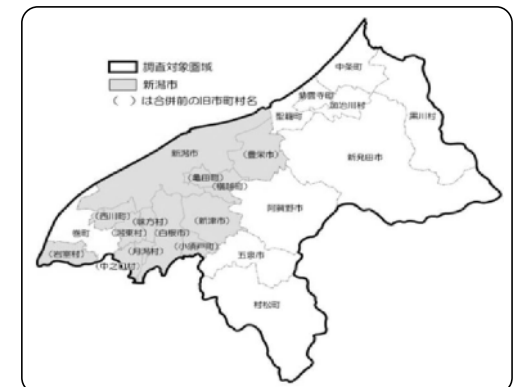 調査対象圏域
新潟市
( )は合併前の旧市町村名
中条町
紫雲寺町
加治川村
聖籠町
黒川村
新潟市
(豊栄市)
新発田市
(亀田町)
(横越町)
阿賀野市
(西川町)
(味方村)
(新津市)
巻町
(潟東村)
(白根市)
(小須戸町)
(岩室村)
(月潟村)
(中之口村)
五泉市
村松町